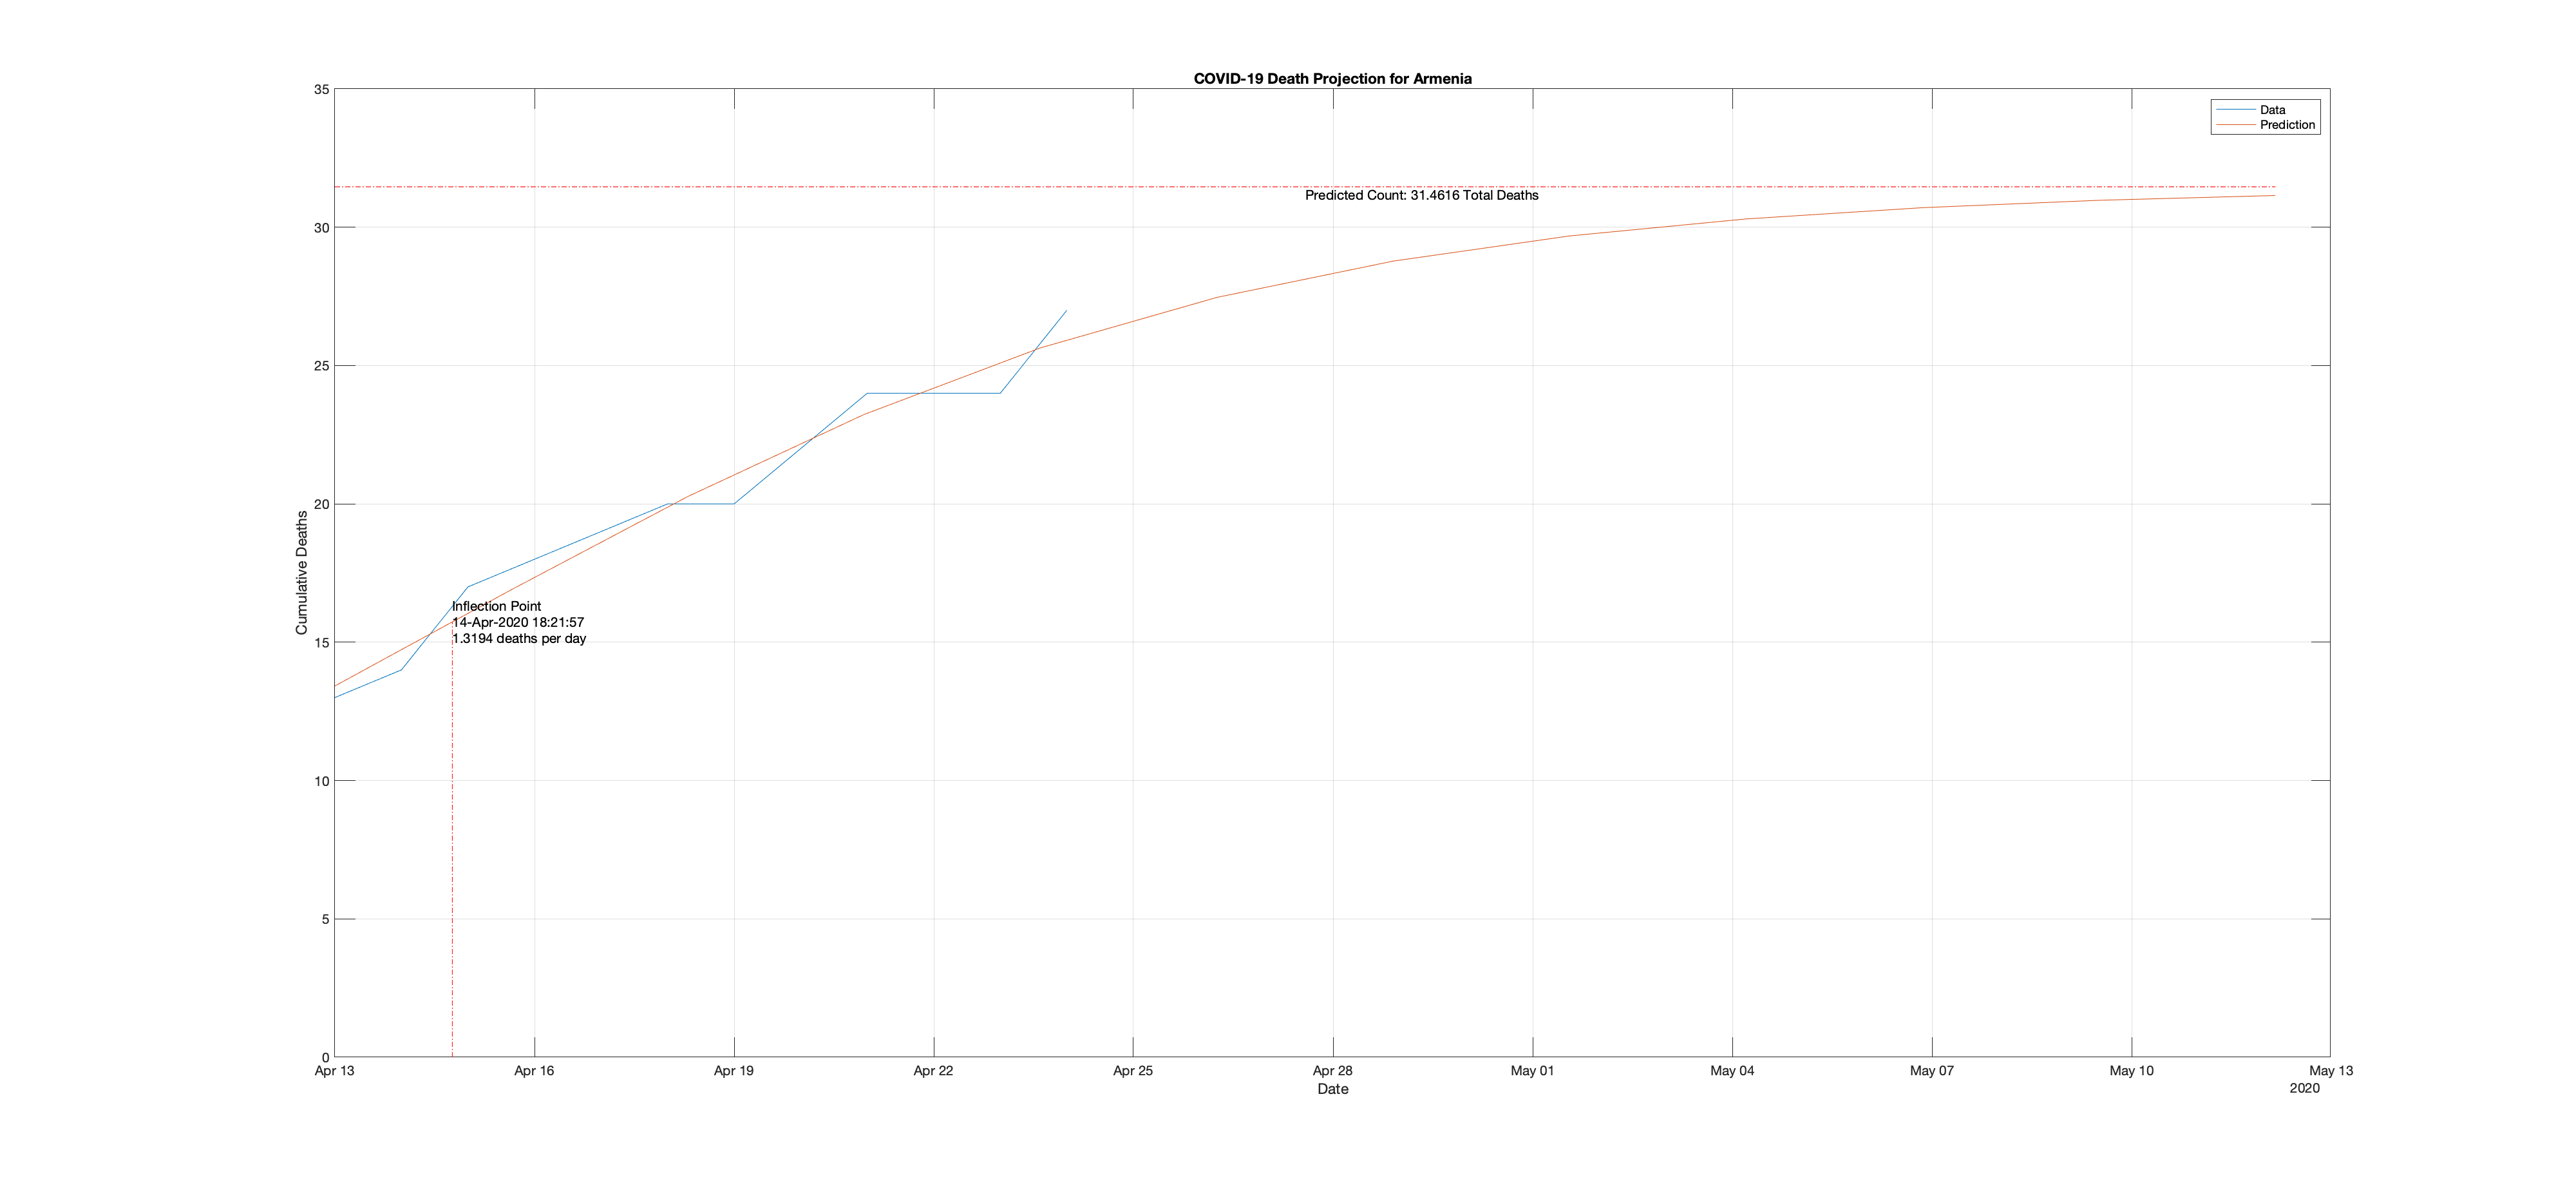 COVID-19 Death Projection for Armenia
Data
Prediction
Predicted Count: 31.4616 Total Deaths
Inflection Point
14-Apr-2020 18:21:57
1.3194 deaths per day
Cumulative Deaths
35
30
25
20
15
10
5
0
Apr 13 Apr 16 Apr 19 Apr 22 Apr 25 Apr 28 May 01 May 04 May 07 May 10 May 13
Date
2020